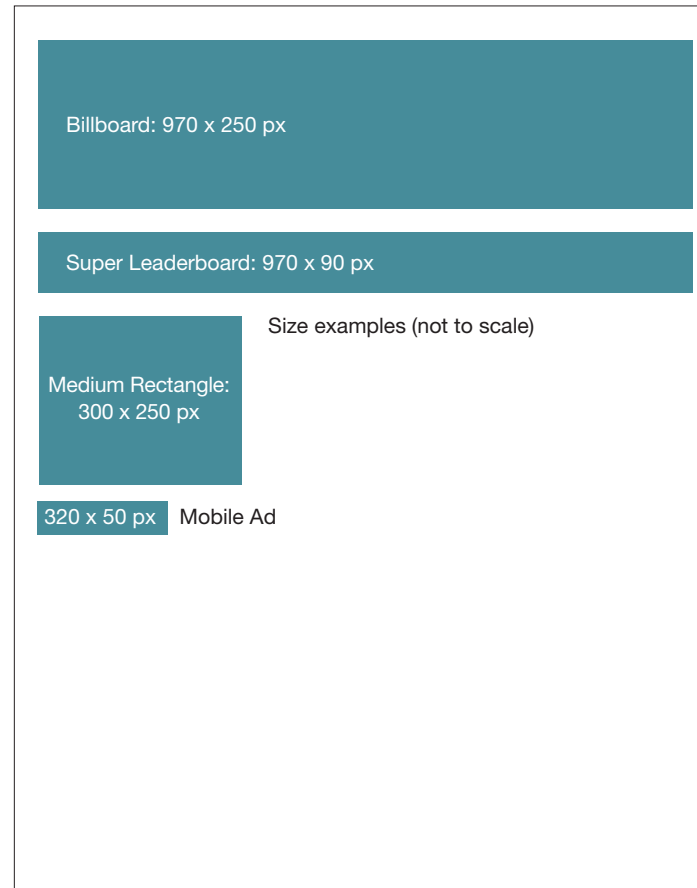 Billboard: 970 x 250 px
Super Leaderboard: 970 x 90 px
Size examples (not to scale)
Medium Rectangle:
300 x 250 px
320 x 50 px
Mobile Ad